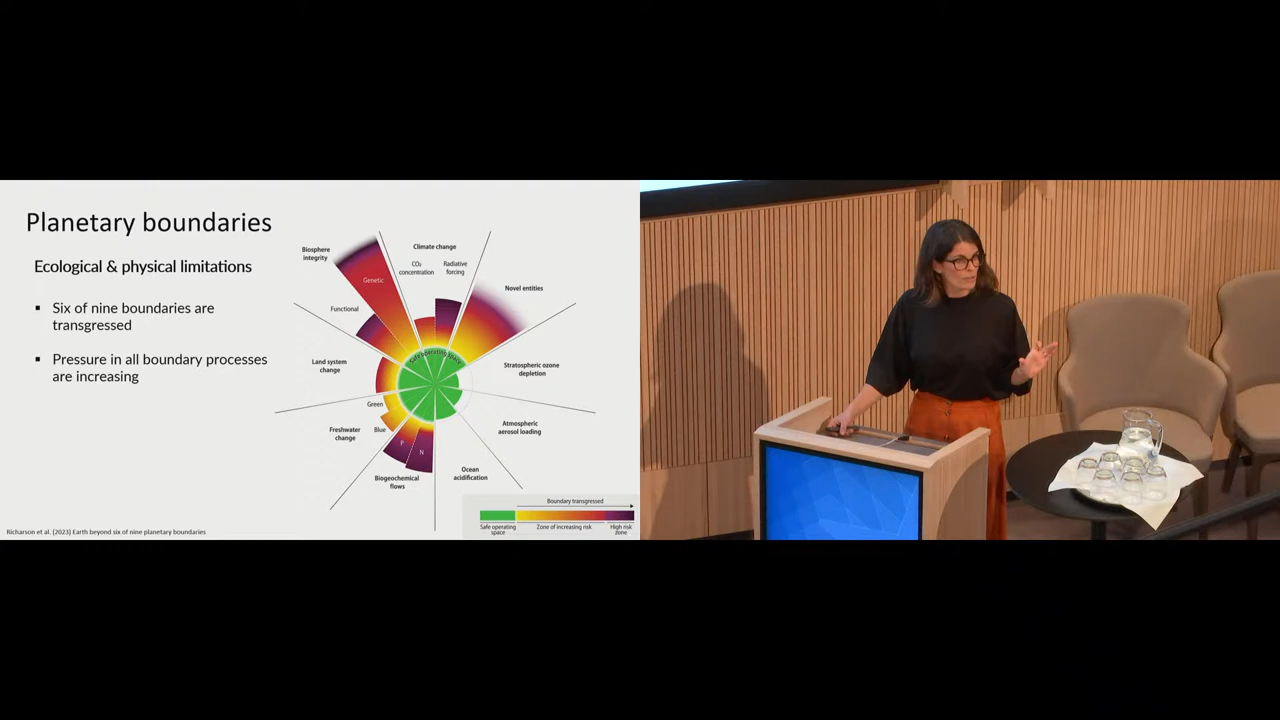 Planetary boundaries
Ecological & physical limitations
Six of nine boundaries are
transgressed
Pressure in all boundary processes
are increasing
Biosphere
integrity
Genetic
Functional
Climate change
CO₂
concentration
Radiative
forcing
Novel entities
Safe operating space
Land system
change
Stratospheric ozone
depletion
Green
Blue
Freshwater
change
Atmospheric
aerosol loading
P
N
Biogeochemical
flows
Ocean
acidification
Boundary transgressed
Safe operating
space
Zone of increasing risk
High risk
zone
Richarson et al. (2023) Earth beyond six of nine planetary boundaries